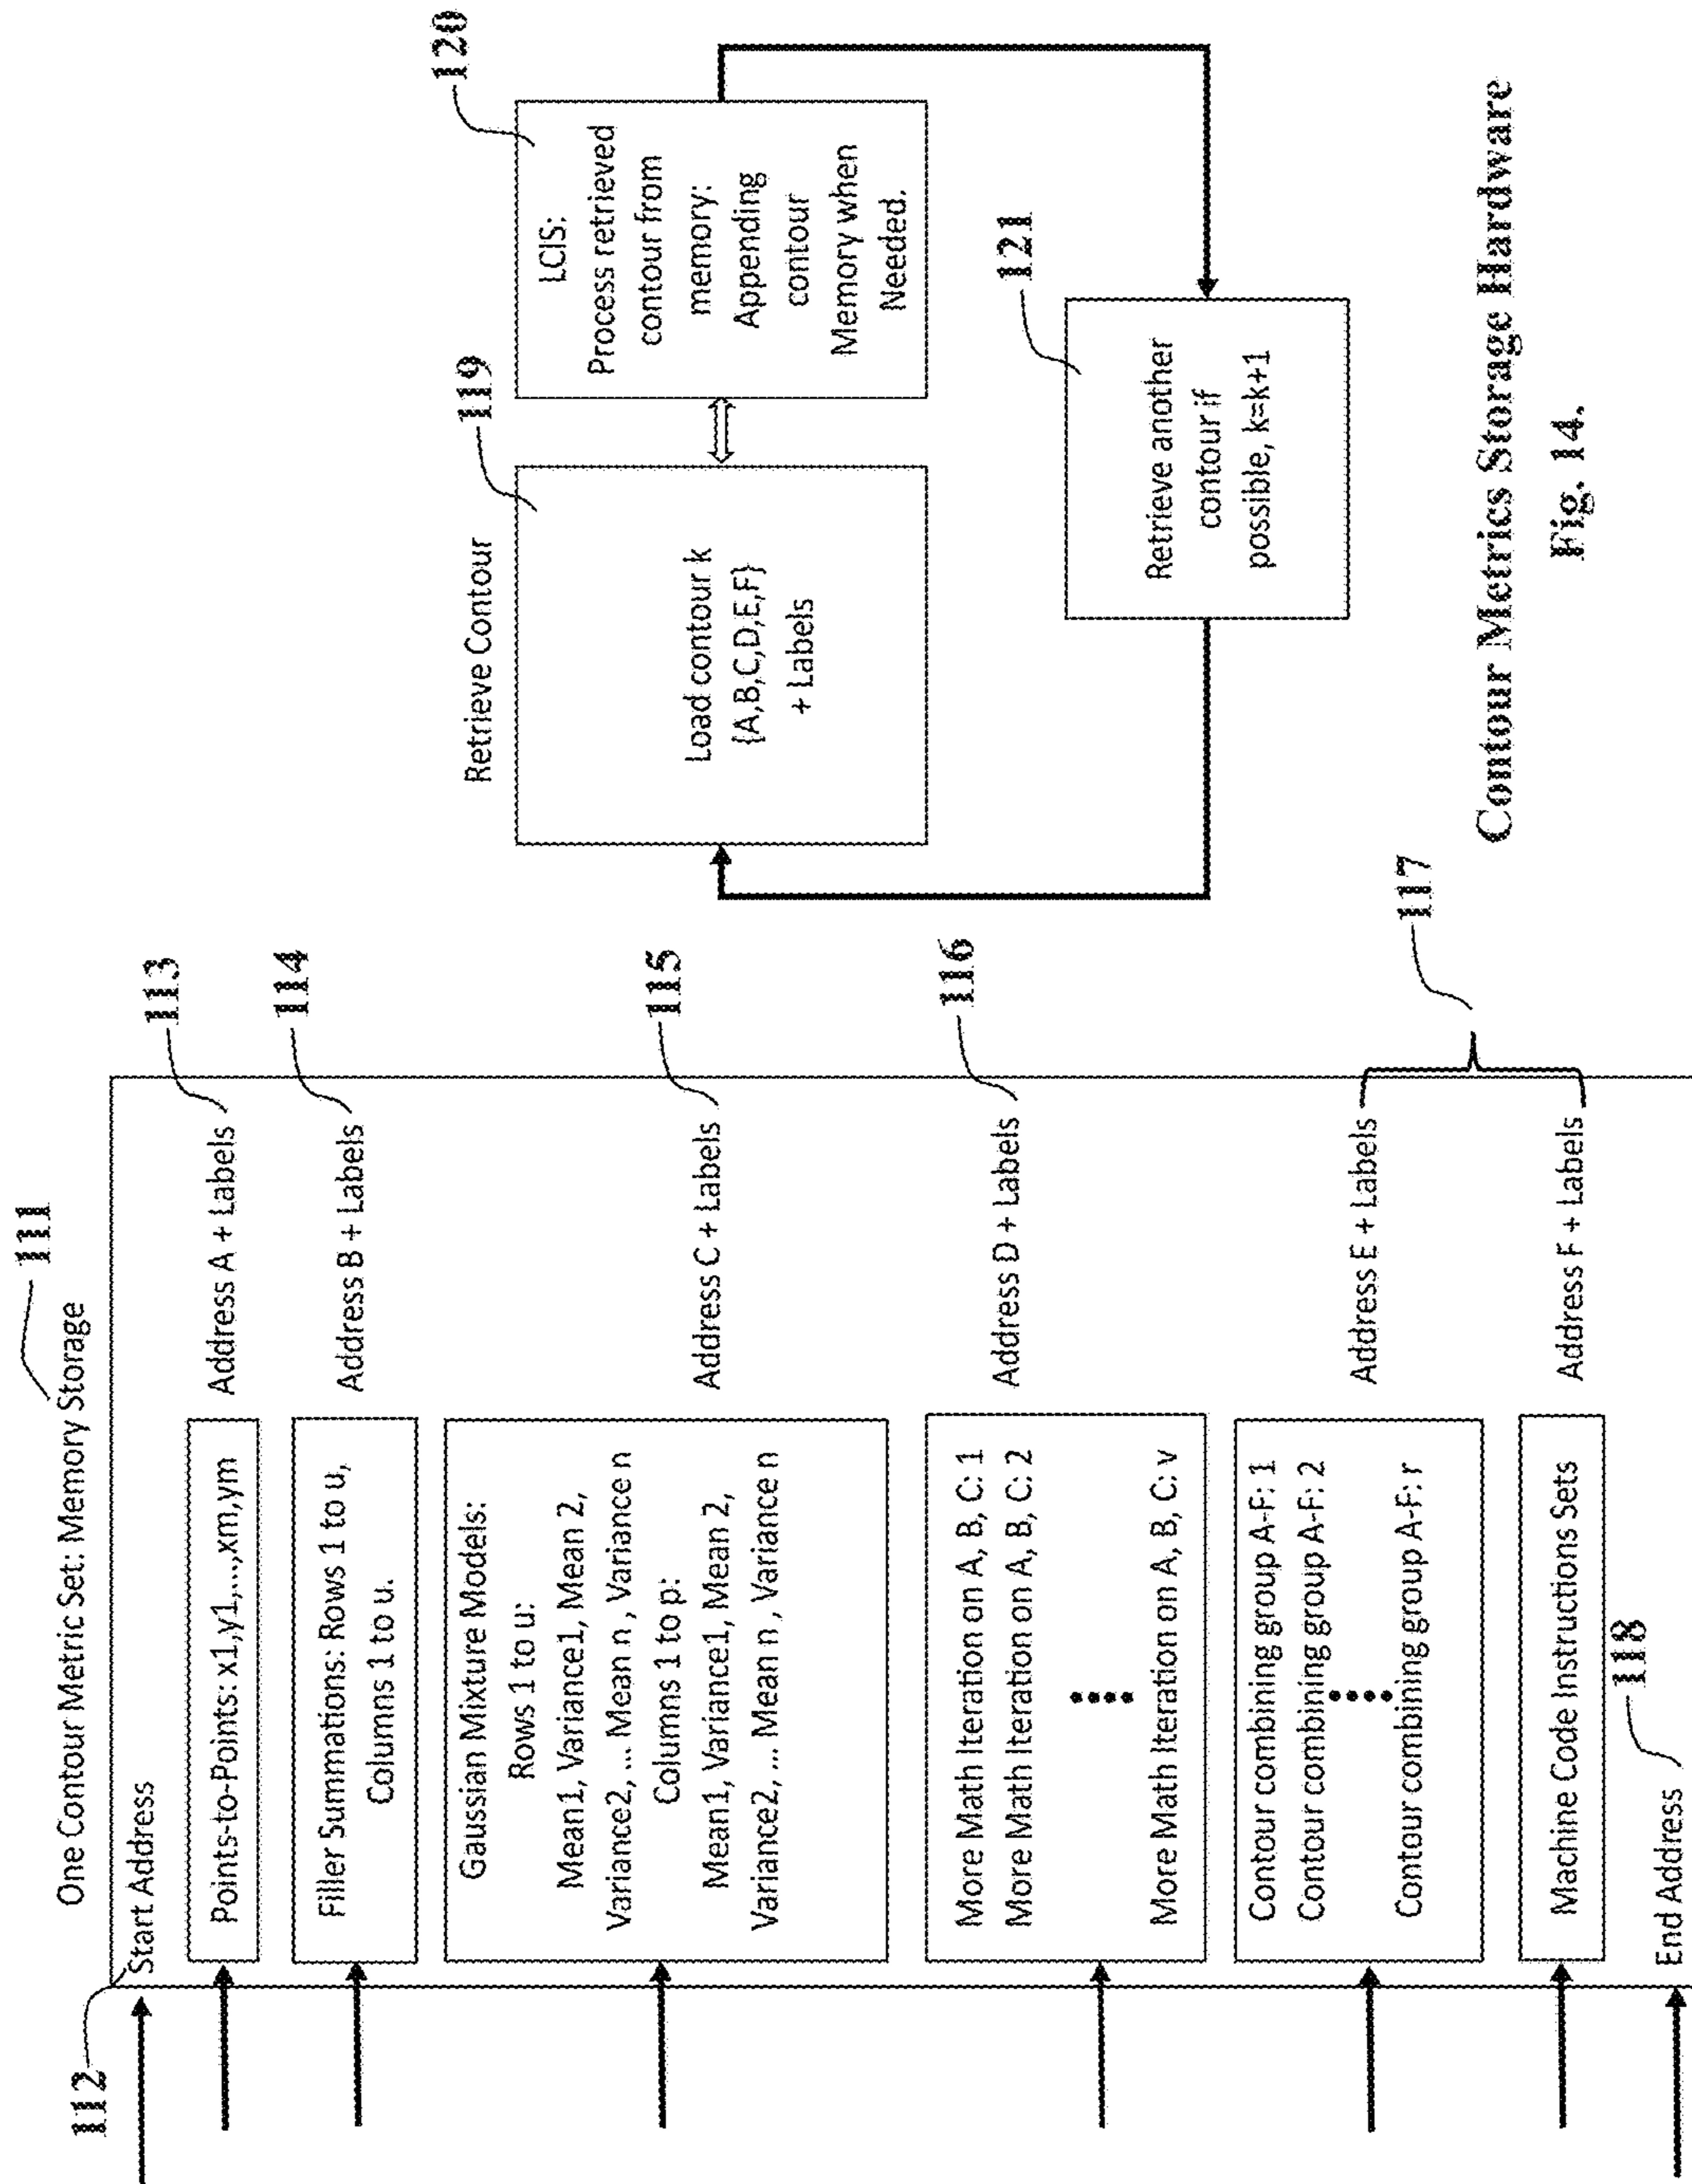 One Contour Metric Set: Memory Storage
111
112
Start Address
Points-to-Points: x1,y1,...,xm,ym
Address A + Labels
113
Filler Summations: Rows 1 to u,
Columns 1 to u.
Address B + Labels
114
Gaussian Mixture Models:
Rows 1 to u:
Mean1, Variance1, Mean 2,
Variance2, ... Mean n , Variance n
Columns 1 to p:
Mean1, Variance1, Mean 2,
Variance2, ... Mean n , Variance n
Address C + Labels
115
More Math Iteration on A, B, C: 1
More Math Iteration on A, B, C: 2
More Math Iteration on A, B, C: v
Address D + Labels
116
Contour combining group A-F: 1
Contour combining group A-F: 2
Contour combining group A-F: r
Address E + Labels
117
Machine Code Instructions Sets
Address F + Labels
118
End Address
Retrieve Contour
119
Load contour k
{A,B,C,D,E,F}
+ Labels
120
LCIS:
Process retrieved
contour from
memory:
Appending
contour
Memory when
Needed.
121
Retrieve another
contour if
possible, k=k+1
Contour Metrics Storage Hardware
Fig. 14.